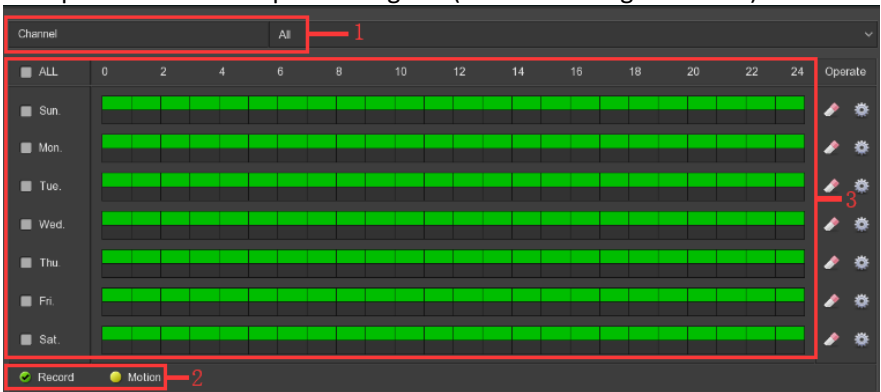 Channel All 1
ALL 0 2 4 6 8 10 12 14 16 18 20 22 24 Operate
Sun.
Mon.
Tue.
3
Wed.
Thu.
Fri.
Sat.
Record Motion 2